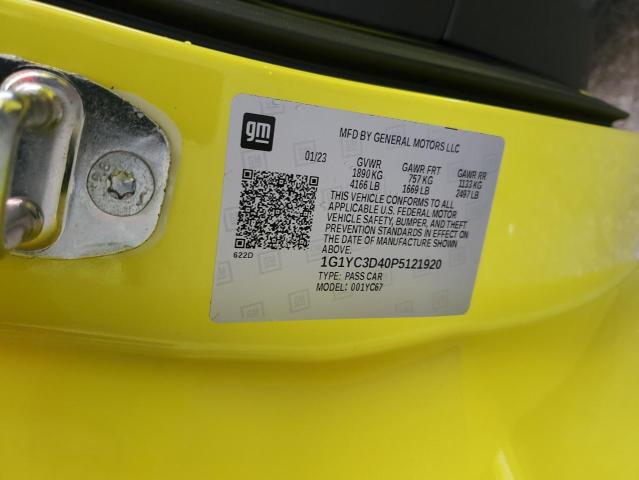 gm
MFD BY GENERAL MOTORS LLC
01/23 GVWR GAWR FRT GAWR RR
1890 KG 757 KG 1133 KG
4166 LB 1669 LB 2497 LB
THIS VEHICLE CONFORMS TO ALL
APPLICABLE U.S. FEDERAL MOTOR
VEHICLE SAFETY, BUMPER, AND THEFT
PREVENTION STANDARDS IN EFFECT ON
THE DATE OF MANUFACTURE SHOWN
ABOVE.
622D
1G1YC3D40P5121920
TYPE: PASS CAR
MODEL: 001YC67